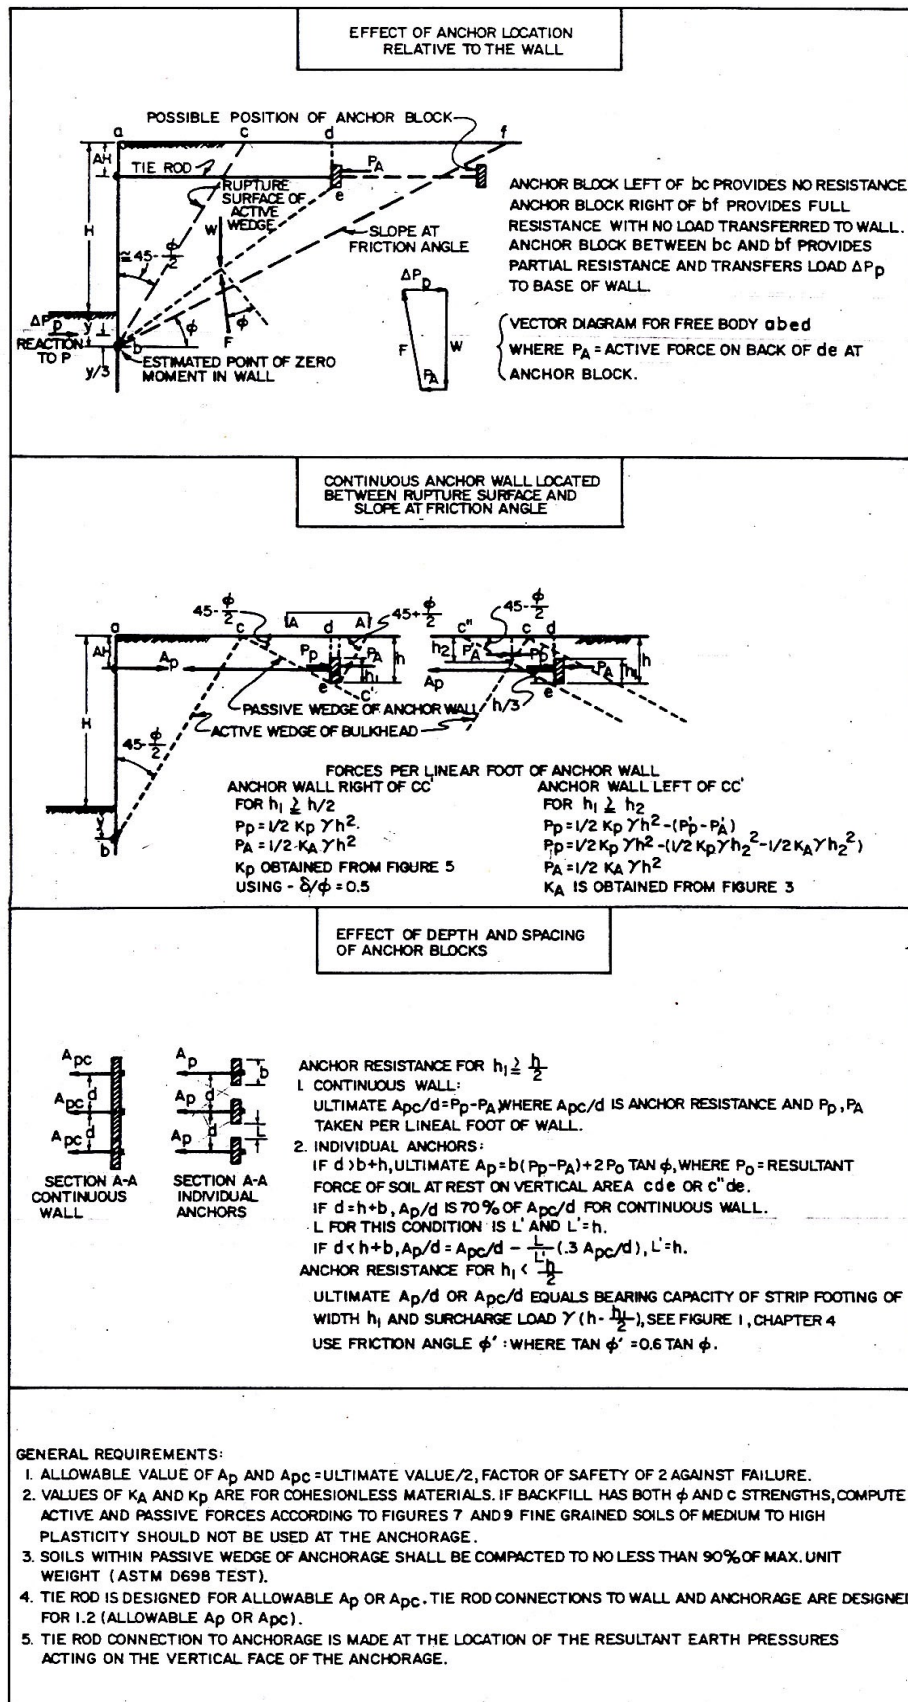 EFFECT OF ANCHOR LOCATION
RELATIVE TO THE WALL
POSSIBLE POSITION OF ANCHOR BLOCK
a c d f
AH
TIE ROD
PA
RUPTURE
SURFACE OF
ACTIVE
WEDGE
e
W
H
SLOPE AT
FRICTION ANGLE
≅45-ϕ/2
ΔPp
y
REACTION
TO P
b
ϕ
F
ϕ
ESTIMATED POINT OF ZERO
MOMENT IN WALL
y/3
ΔPp
F
W
PA
ANCHOR BLOCK LEFT OF bc PROVIDES NO RESISTANCE
ANCHOR BLOCK RIGHT OF bf PROVIDES FULL
RESISTANCE WITH NO LOAD TRANSFERRED TO WALL.
ANCHOR BLOCK BETWEEN bc AND bf PROVIDES
PARTIAL RESISTANCE AND TRANSFERS LOAD ΔPp
TO BASE OF WALL.
VECTOR DIAGRAM FOR FREE BODY abed
WHERE PA = ACTIVE FORCE ON BACK OF de AT
ANCHOR BLOCK.
CONTINUOUS ANCHOR WALL LOCATED
BETWEEN RUPTURE SURFACE AND
SLOPE AT FRICTION ANGLE
45-ϕ/2 A A 45+ϕ/2 45-ϕ/2
a c d c" c d
AH
Ap
Pp
PA
h
h1
e
c'
h2
P'A
P'p
PA
h
h1
Ap
e
h/3
PASSIVE WEDGE OF ANCHOR WALL
ACTIVE WEDGE OF BULKHEAD
H
45-ϕ/2
y
b
FORCES PER LINEAR FOOT OF ANCHOR WALL
ANCHOR WALL RIGHT OF CC'
FOR h1 ≥ h/2
Pp = 1/2 Kp γh²
PA = 1/2 KA γh²
Kp OBTAINED FROM FIGURE 5
USING - δ/ϕ = 0.5
ANCHOR WALL LEFT OF CC'
FOR h1 ≥ h2
Pp = 1/2 Kp γh² - (P'p - P'A)
Pp = 1/2 Kp γh² - (1/2 Kp γh2² - 1/2 KA γh2²)
PA = 1/2 KA γh²
KA IS OBTAINED FROM FIGURE 3
EFFECT OF DEPTH AND SPACING
OF ANCHOR BLOCKS
Apc
d
Apc
d
Apc
SECTION A-A
CONTINUOUS
WALL
Ap
b
d
Ap
d
L
Ap
SECTION A-A
INDIVIDUAL
ANCHORS
ANCHOR RESISTANCE FOR h1 ≥ h/2
1. CONTINUOUS WALL:
ULTIMATE Apc/d = Pp-PA, WHERE Apc/d IS ANCHOR RESISTANCE AND Pp, PA
TAKEN PER LINEAL FOOT OF WALL.
2. INDIVIDUAL ANCHORS:
IF d > b+h, ULTIMATE Ap = b(Pp-PA) + 2Po TAN ϕ, WHERE Po = RESULTANT
FORCE OF SOIL AT REST ON VERTICAL AREA cde OR c"de.
IF d = h+b, Ap/d IS 70% OF Apc/d FOR CONTINUOUS WALL.
L FOR THIS CONDITION IS L' AND L' = h.
IF d < h+b, Ap/d = Apc/d - L/L' (.3 Apc/d), L' = h.
ANCHOR RESISTANCE FOR h1 < h/2
ULTIMATE Ap/d OR Apc/d EQUALS BEARING CAPACITY OF STRIP FOOTING OF
WIDTH h1 AND SURCHARGE LOAD γ (h - h1/2), SEE FIGURE 1, CHAPTER 4
USE FRICTION ANGLE ϕ' : WHERE TAN ϕ' = 0.6 TAN ϕ.
GENERAL REQUIREMENTS:
1. ALLOWABLE VALUE OF Ap AND Apc = ULTIMATE VALUE/2, FACTOR OF SAFETY OF 2 AGAINST FAILURE.
2. VALUES OF KA AND Kp ARE FOR COHESIONLESS MATERIALS. IF BACKFILL HAS BOTH ϕ AND C STRENGTHS, COMPUTE
ACTIVE AND PASSIVE FORCES ACCORDING TO FIGURES 7 AND 9 FINE GRAINED SOILS OF MEDIUM TO HIGH
PLASTICITY SHOULD NOT BE USED AT THE ANCHORAGE.
3. SOILS WITHIN PASSIVE WEDGE OF ANCHORAGE SHALL BE COMPACTED TO NO LESS THAN 90% OF MAX. UNIT
WEIGHT (ASTM D698 TEST).
4. TIE ROD IS DESIGNED FOR ALLOWABLE Ap OR Apc. TIE ROD CONNECTIONS TO WALL AND ANCHORAGE ARE DESIGNED
FOR 1.2 (ALLOWABLE Ap OR Apc).
5. TIE ROD CONNECTION TO ANCHORAGE IS MADE AT THE LOCATION OF THE RESULTANT EARTH PRESSURES
ACTING ON THE VERTICAL FACE OF THE ANCHORAGE.